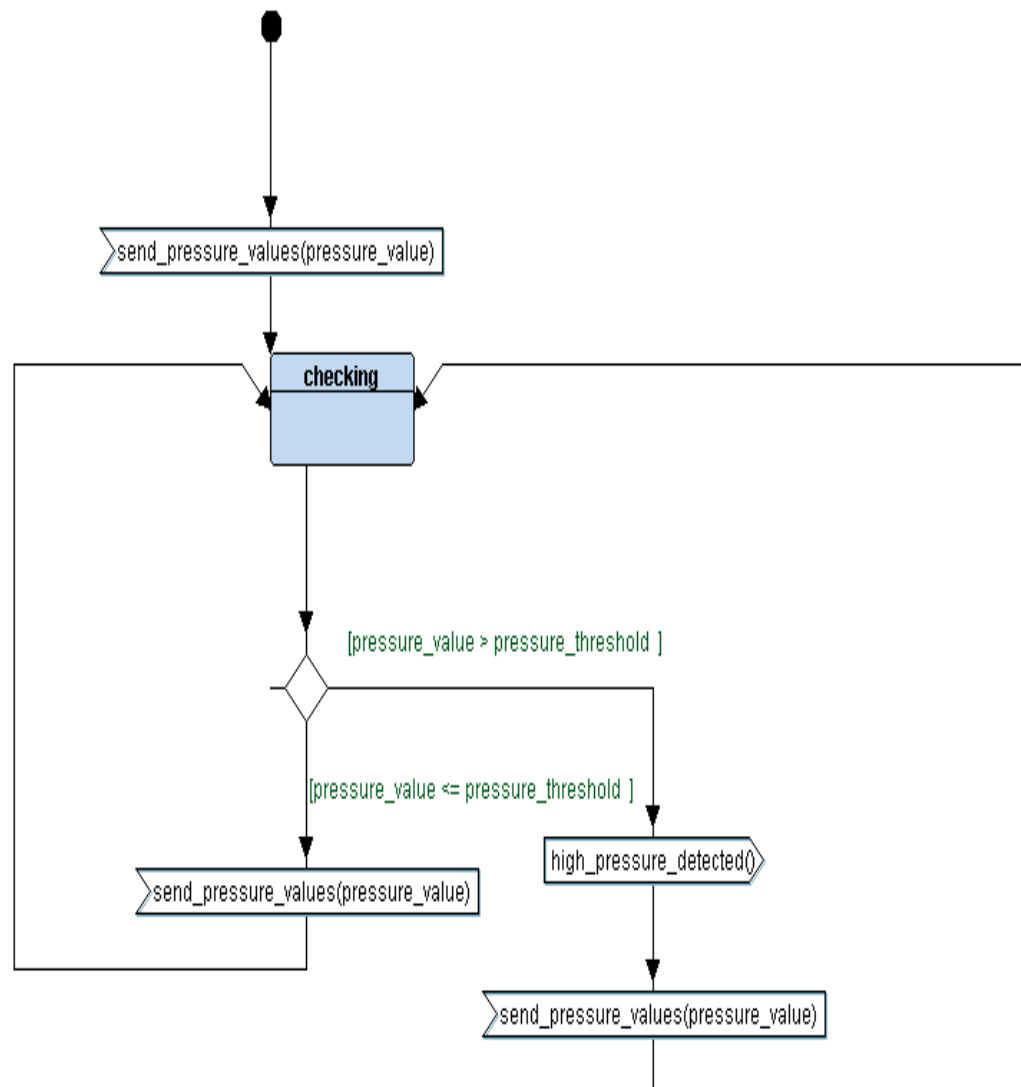 send_pressure_values(pressure_value)
checking
[pressure_value > pressure_threshold ]
[pressure_value <= pressure_threshold ]
high_pressure_detected()
send_pressure_values(pressure_value)
send_pressure_values(pressure_value)